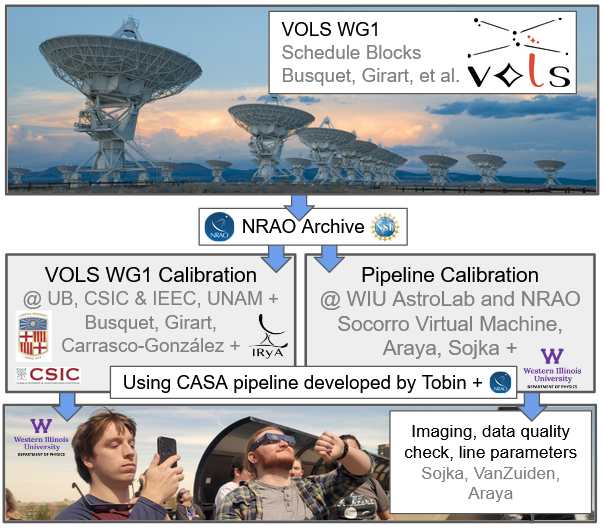 VOLS WG1
Schedule Blocks
Busquet, Girart, et al.
vols
NRAO
NRAO Archive
NSF
VOLS WG1 Calibration
@ UB, CSIC & IEEC, UNAM +
Busquet, Girart,
Carrasco-González +
IRyA
CSIC
Pipeline Calibration
@ WIU AstroLab and NRAO
Socorro Virtual Machine,
Araya, Sojka +
W
Western Illinois
University
DEPARTMENT OF PHYSICS
Using CASA pipeline developed by Tobin +
NRAO
W
Western Illinois
University
DEPARTMENT OF PHYSICS
Imaging, data quality
check, line parameters
Sojka, VanZuiden,
Araya